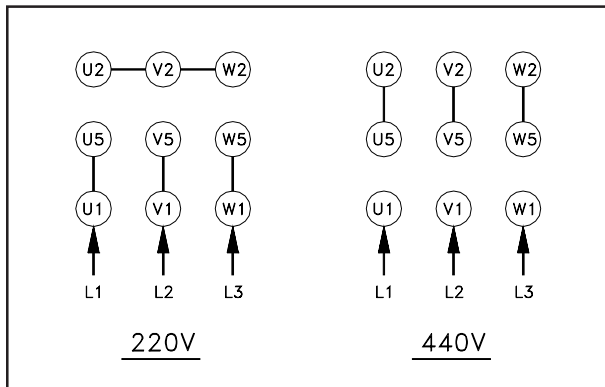 U2 V2 W2 U2 V2 W2
U5 V5 W5 U5 V5 W5
U1 V1 W1 U1 V1 W1
L1 L2 L3 L1 L2 L3
220V 440V